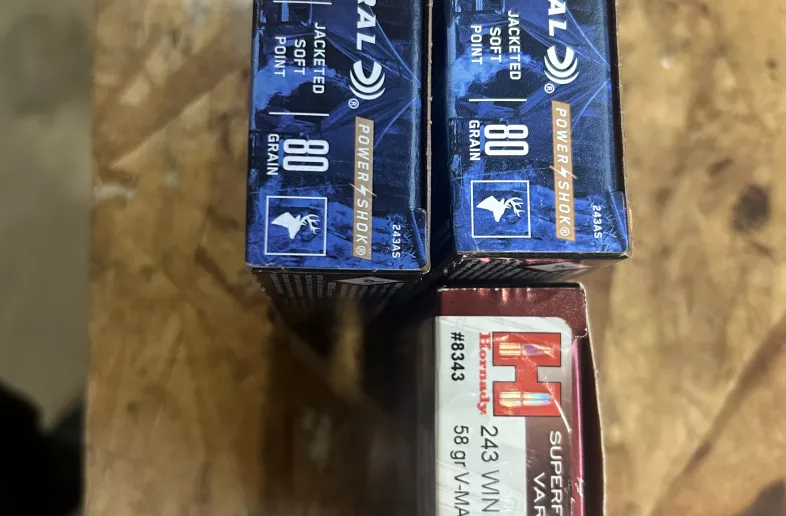 RAL
®
JACKETED
SOFT
POINT
80
GRAIN
POWER SHOK®
243AS
AL
®
JACKETED
SOFT
POINT
80
GRAIN
POWER SHOK®
243AS
H
Hornady
#8343
SUPERF
VAR
243 WIN
58 gr V-MA